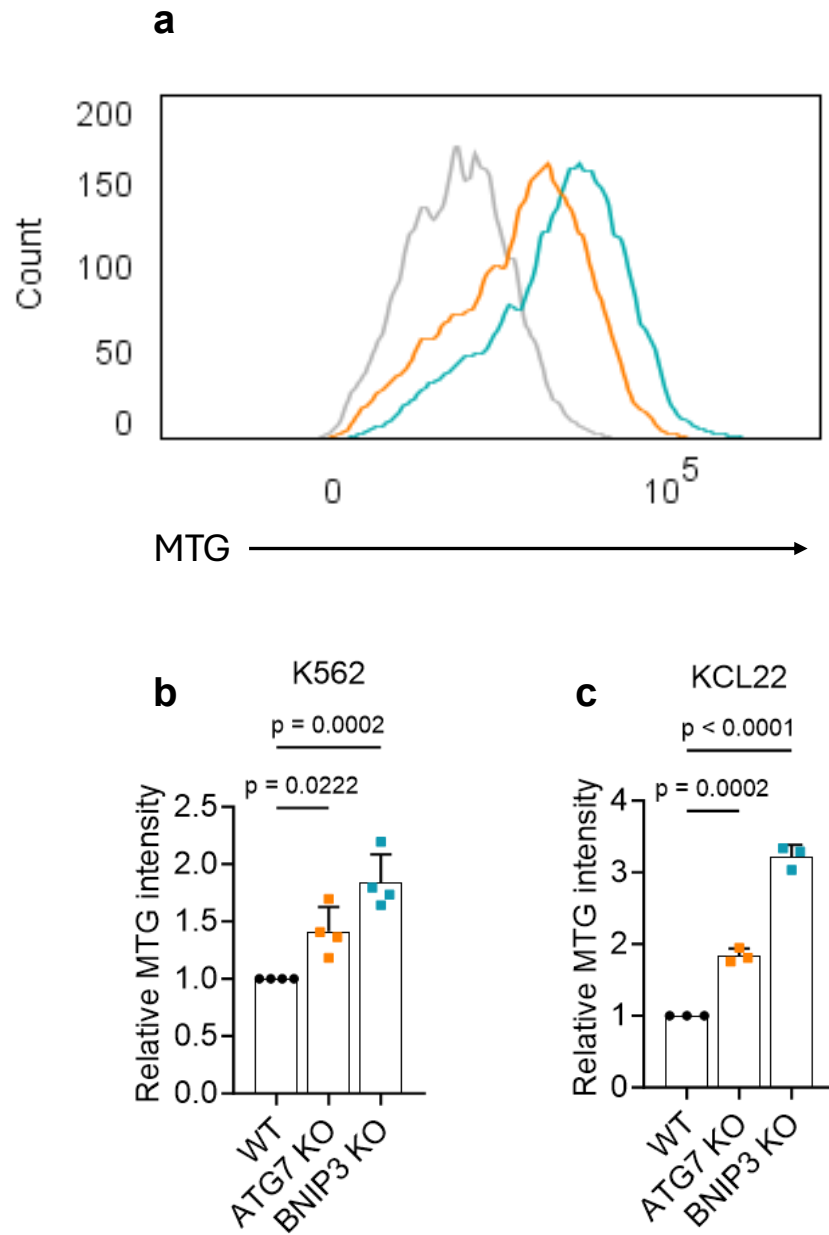 a
200
150
100
50
0
Count
0
10^5
MTG
b
K562
p = 0.0002
p = 0.0222
Relative MTG intensity
2.5
2.0
1.5
1.0
0.5
0.0
WT
ATG7 KO
BNIP3 KO
c
KCL22
p < 0.0001
p = 0.0002
Relative MTG intensity
4
3
2
1
0
WT
ATG7 KO
BNIP3 KO